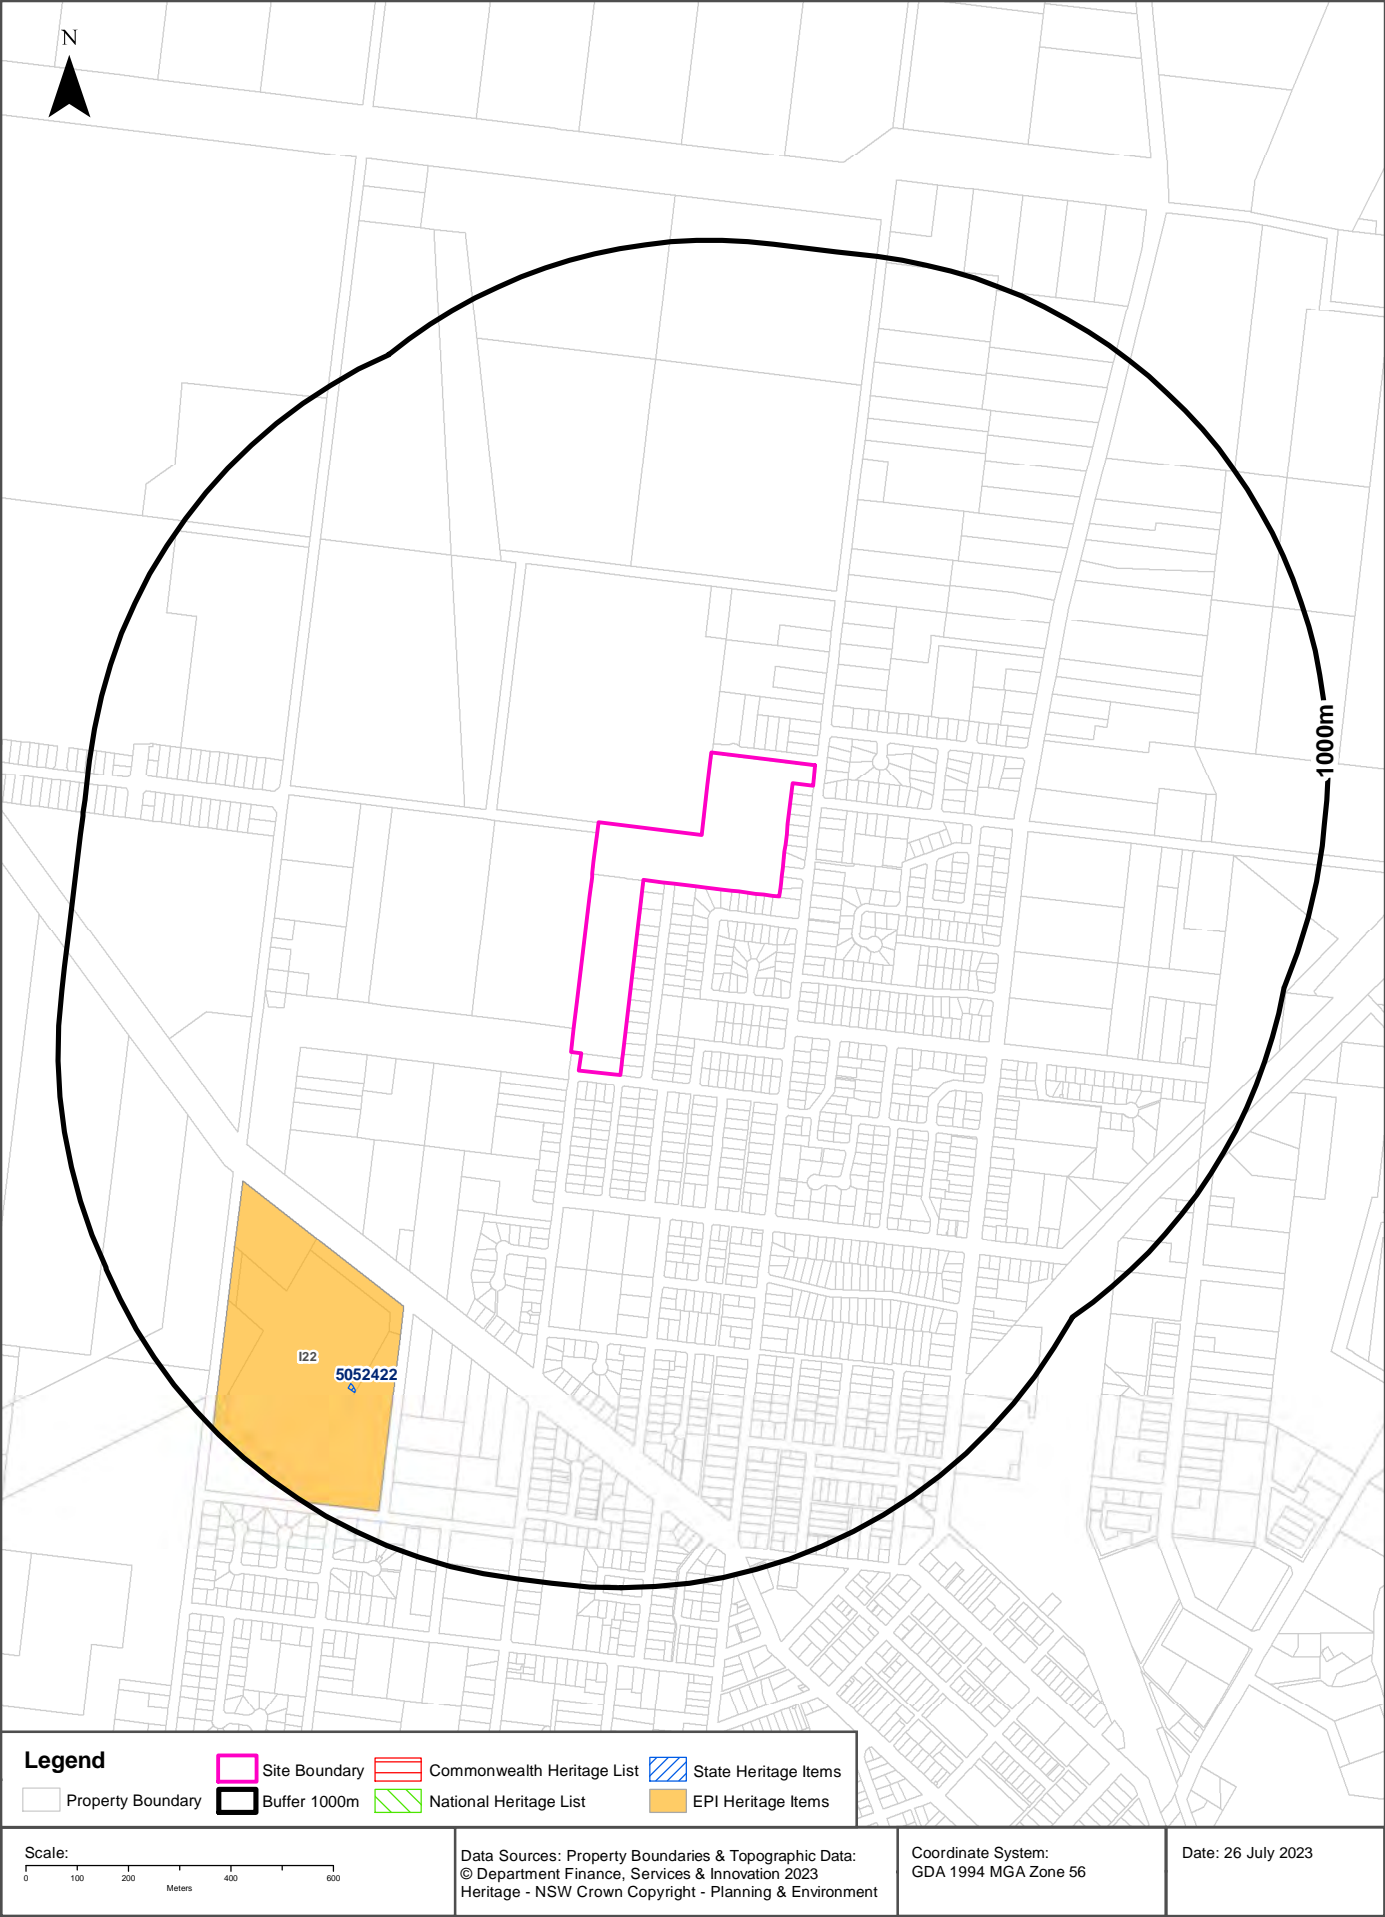 N
1000m
I22
5052422
Legend
Property Boundary
Site Boundary
Buffer 1000m
Commonwealth Heritage List
National Heritage List
State Heritage Items
EPI Heritage Items
Scale:
0 100 200 400 600
Meters
Data Sources: Property Boundaries & Topographic Data:
© Department Finance, Services & Innovation 2023
Heritage - NSW Crown Copyright - Planning & Environment
Coordinate System:
GDA 1994 MGA Zone 56
Date: 26 July 2023